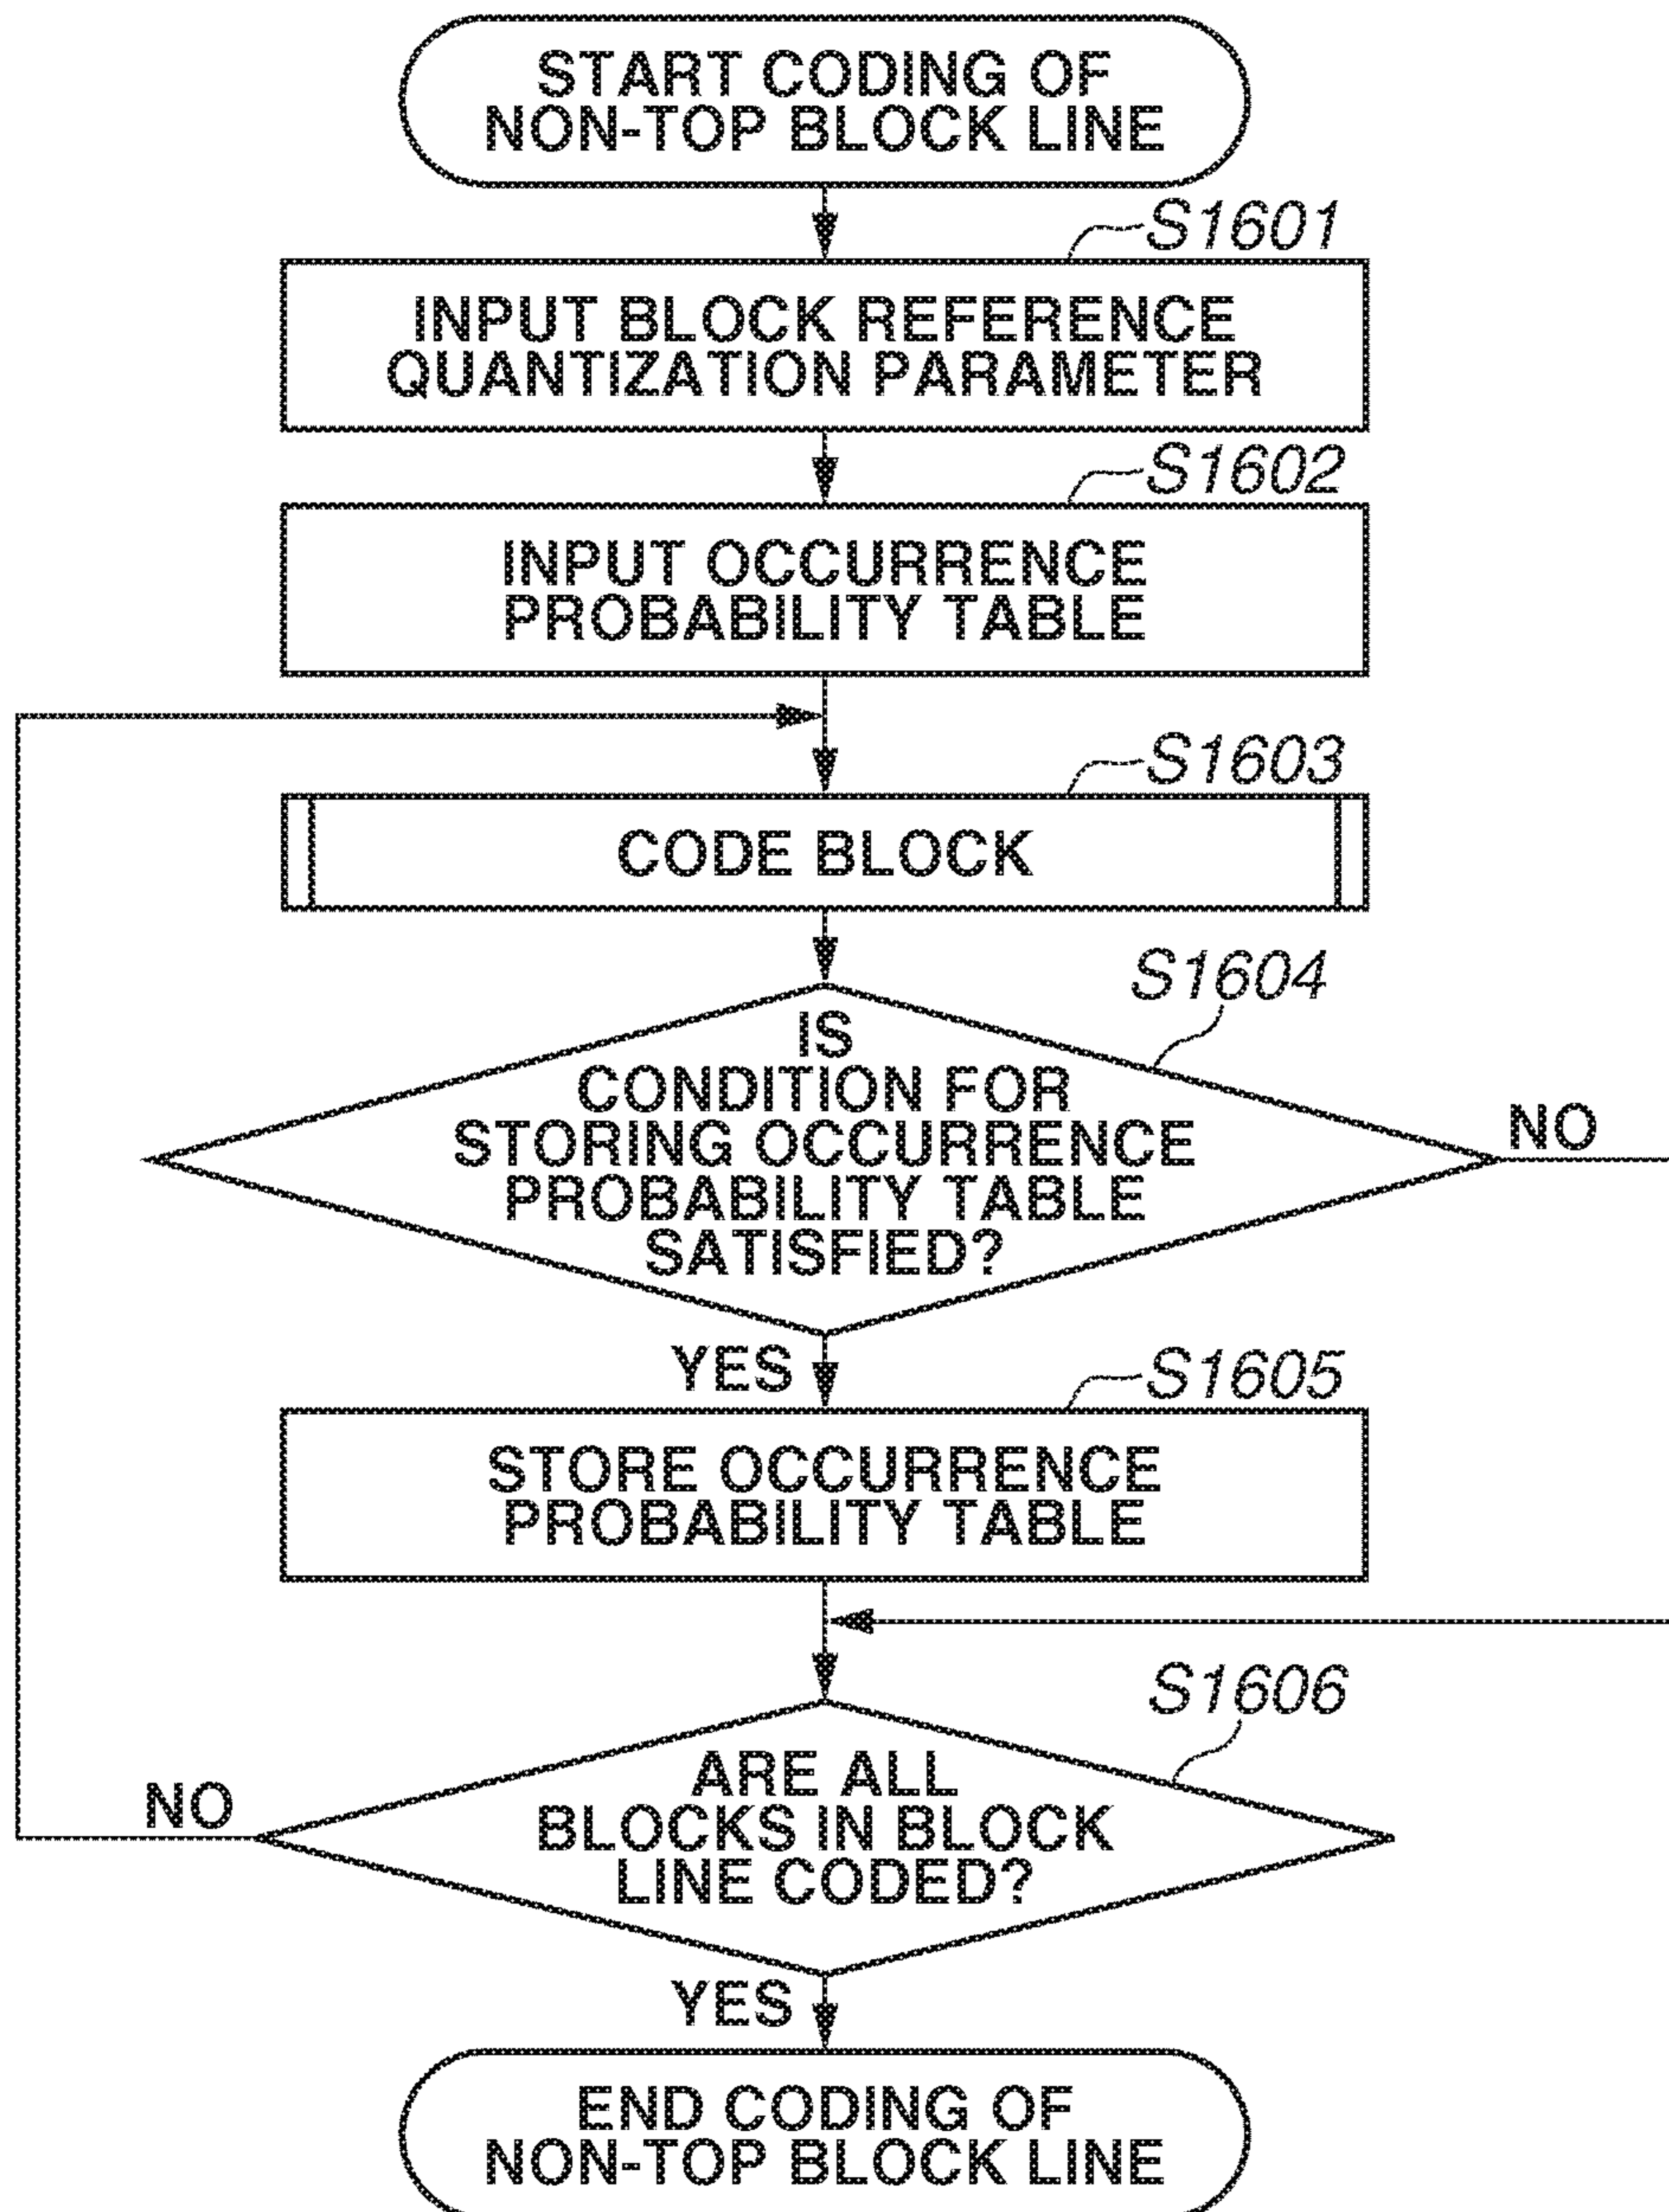 START CODING OF
NON-TOP BLOCK LINE
S1601
INPUT BLOCK REFERENCE
QUANTIZATION PARAMETER
S1602
INPUT OCCURRENCE
PROBABILITY TABLE
S1603
CODE BLOCK
S1604
IS
CONDITION FOR
STORING OCCURRENCE
PROBABILITY TABLE
SATISFIED?
NO
YES
S1605
STORE OCCURRENCE
PROBABILITY TABLE
S1606
ARE ALL
BLOCKS IN BLOCK
LINE CODED?
NO
YES
END CODING OF
NON-TOP BLOCK LINE